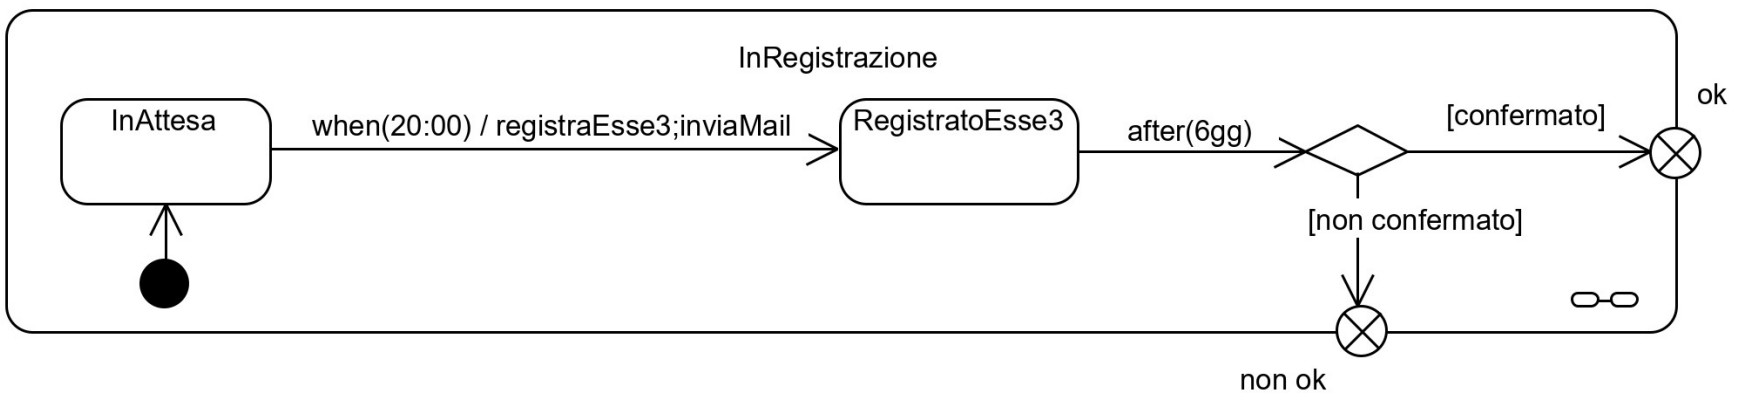 InRegistrazione
ok
InAttesa
when(20:00) / registraEsse3;inviaMail
RegistratoEsse3
after(6gg)
[confermato]
[non confermato]
non ok